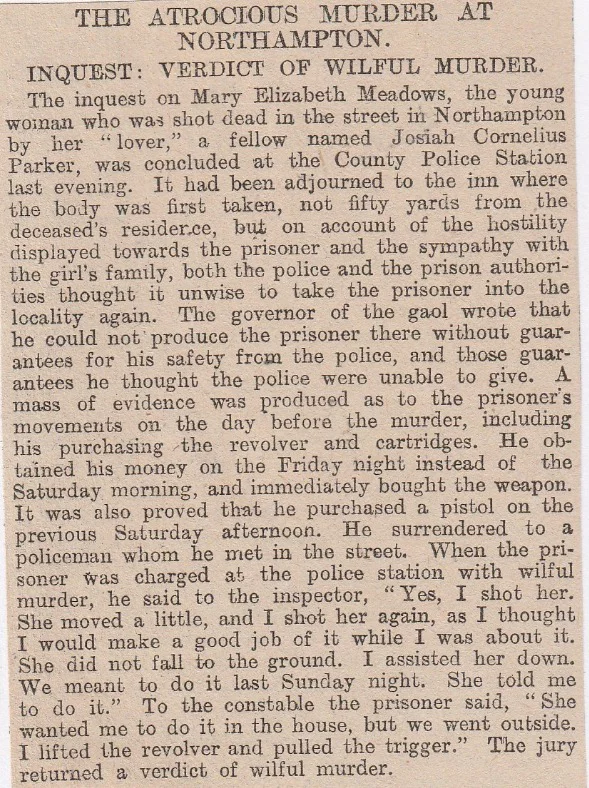 THE ATROCIOUS MURDER AT
NORTHAMPTON.
INQUEST: VERDICT OF WILFUL MURDER.
The inquest on Mary Elizabeth Meadows, the young
woman who was shot dead in the street in Northampton
by her "lover," a fellow named Josiah Cornelius
Parker, was concluded at the County Police Station
last evening. It had been adjourned to the inn where
the body was first taken, not fifty yards from the
deceased's residence, but on account of the hostility
displayed towards the prisoner and the sympathy with
the girl's family, both the police and the prison authori-
ties thought it unwise to take the prisoner into the
locality again. The governor of the gaol wrote that
he could not produce the prisoner there without guar-
antees for his safety from the police, and those guar-
antees he thought the police were unable to give. A
mass of evidence was produced as to the prisoner's
movements on the day before the murder, including
his purchasing the revolver and cartridges. He ob-
tained his money on the Friday night instead of the
Saturday morning, and immediately bought the weapon.
It was also proved that he purchased a pistol on the
previous Saturday afternoon. He surrendered to a
policeman whom he met in the street. When the pri-
soner was charged at the police station with wilful
murder, he said to the inspector, "Yes, I shot her.
She moved a little, and I shot her again, as I thought
I would make a good job of it while I was about it.
She did not fall to the ground. I assisted her down.
We meant to do it last Sunday night. She told me
to do it." To the constable the prisoner said, "She
wanted me to do it in the house, but we went outside.
I lifted the revolver and pulled the trigger." The jury
returned a verdict of wilful murder.